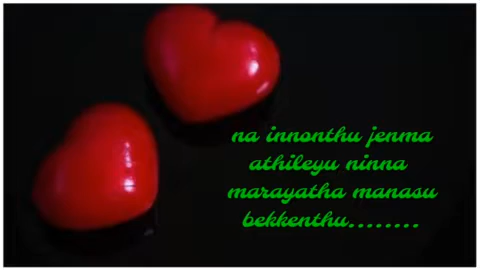 na innonthu jenma
athileyu ninna
marayatha manasu
bekkenthu........